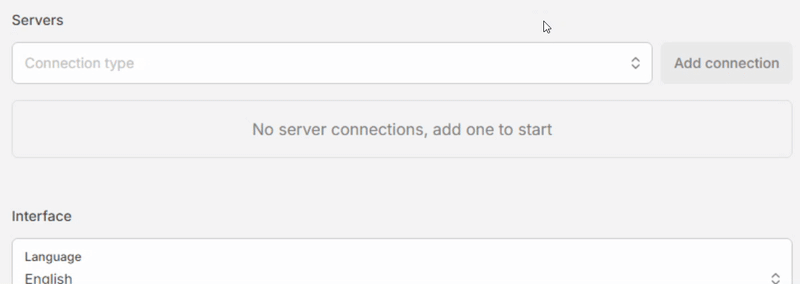 Servers
Connection type
Add connection
No server connections, add one to start
Interface
Language
English